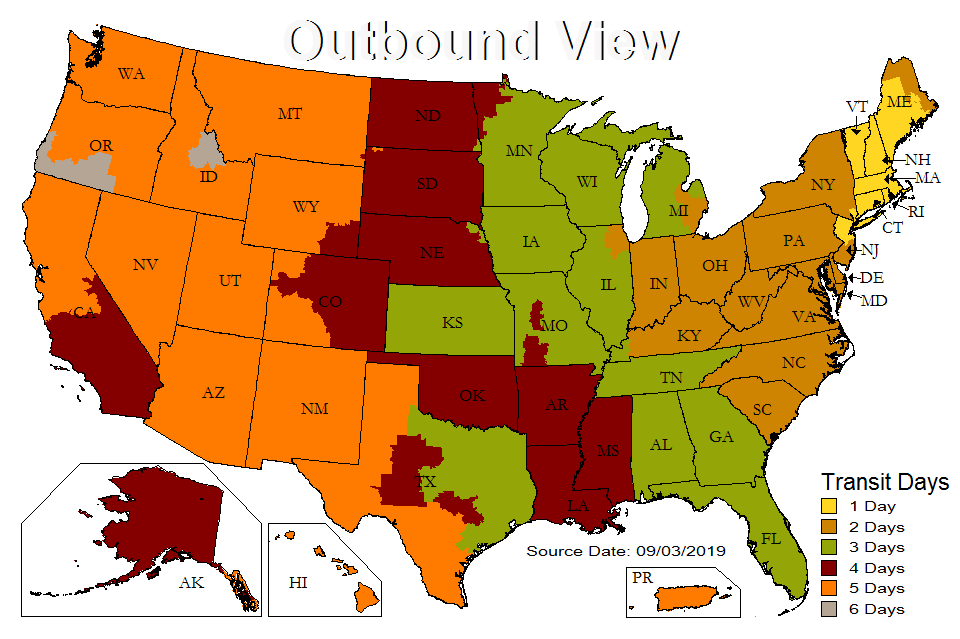 Outbound View
WA
MT
ND
MN
VT
ME
OR
ID
SD
WI
MI
NY
NH
MA
WY
RI
CT
NV
UT
NE
IA
PA
NJ
CO
IL
IN
OH
WV
DE
MD
CA
KS
MO
KY
VA
AZ
NM
OK
AR
TN
NC
SC
MS
AL
GA
TX
LA
FL
Transit Days
1 Day
2 Days
3 Days
4 Days
5 Days
6 Days
Source Date: 09/03/2019
AK
HI
PR